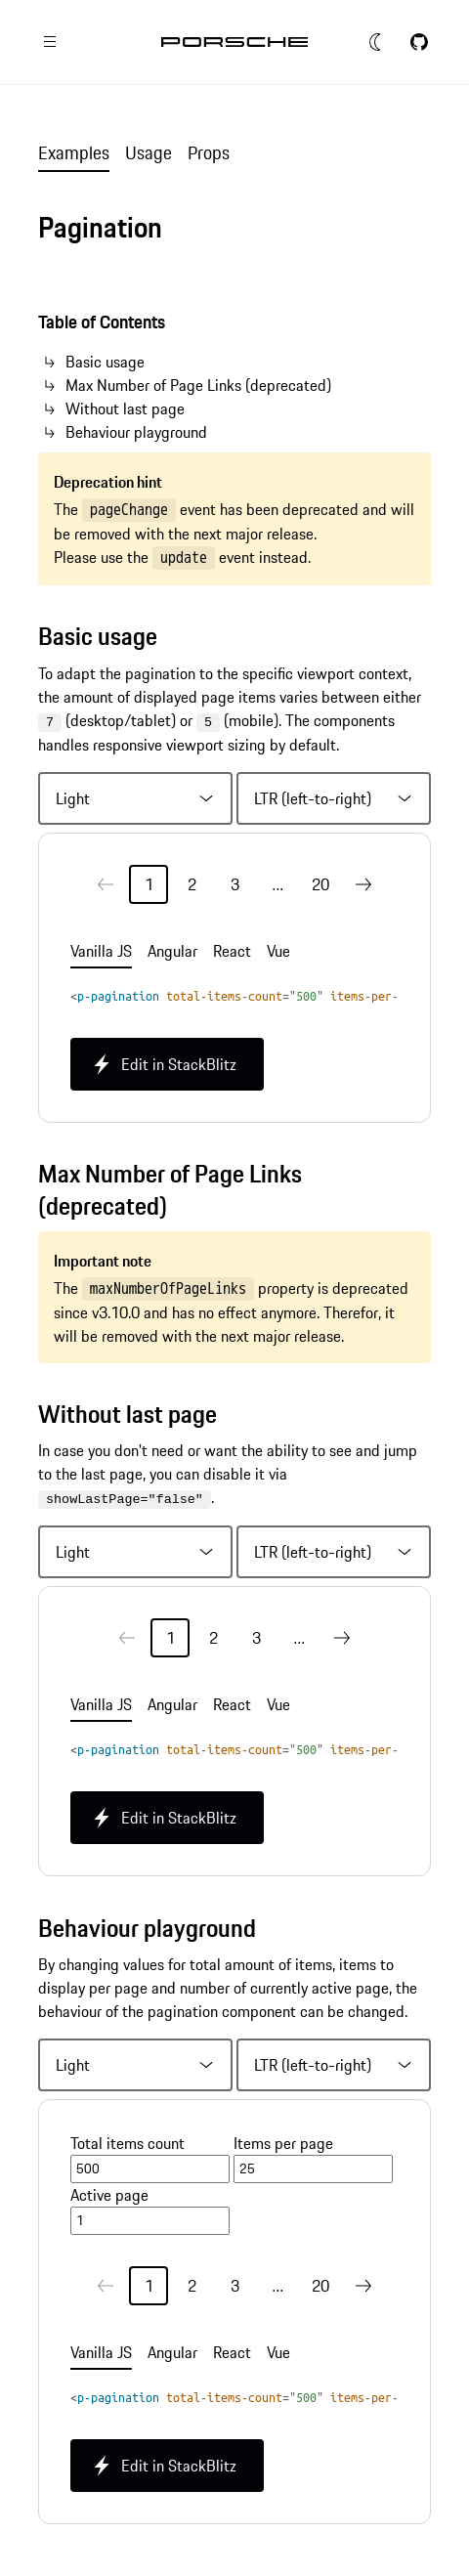 PORSCHE
Examples Usage Props
Pagination
Table of Contents
Basic usage
Max Number of Page Links (deprecated)
Without last page
Behaviour playground
Deprecation hint
The pageChange event has been deprecated and will
be removed with the next major release.
Please use the update event instead.
Basic usage
To adapt the pagination to the specific viewport context,
the amount of displayed page items varies between either
7 (desktop/tablet) or 5 (mobile). The components
handles responsive viewport sizing by default.
Light LTR (left-to-right)
1 2 3 ... 20
Vanilla JS Angular React Vue
<p-pagination total-items-count="500" items-per-
Edit in StackBlitz
Max Number of Page Links
(deprecated)
Important note
The maxNumberOfPageLinks property is deprecated
since v3.10.0 and has no effect anymore. Therefor, it
will be removed with the next major release.
Without last page
In case you don't need or want the ability to see and jump
to the last page, you can disable it via
showLastPage="false".
Light LTR (left-to-right)
1 2 3 ...
Vanilla JS Angular React Vue
<p-pagination total-items-count="500" items-per-
Edit in StackBlitz
Behaviour playground
By changing values for total amount of items, items to
display per page and number of currently active page, the
behaviour of the pagination component can be changed.
Light LTR (left-to-right)
Total items count Items per page
500 25
Active page
1
1 2 3 ... 20
Vanilla JS Angular React Vue
<p-pagination total-items-count="500" items-per-
Edit in StackBlitz